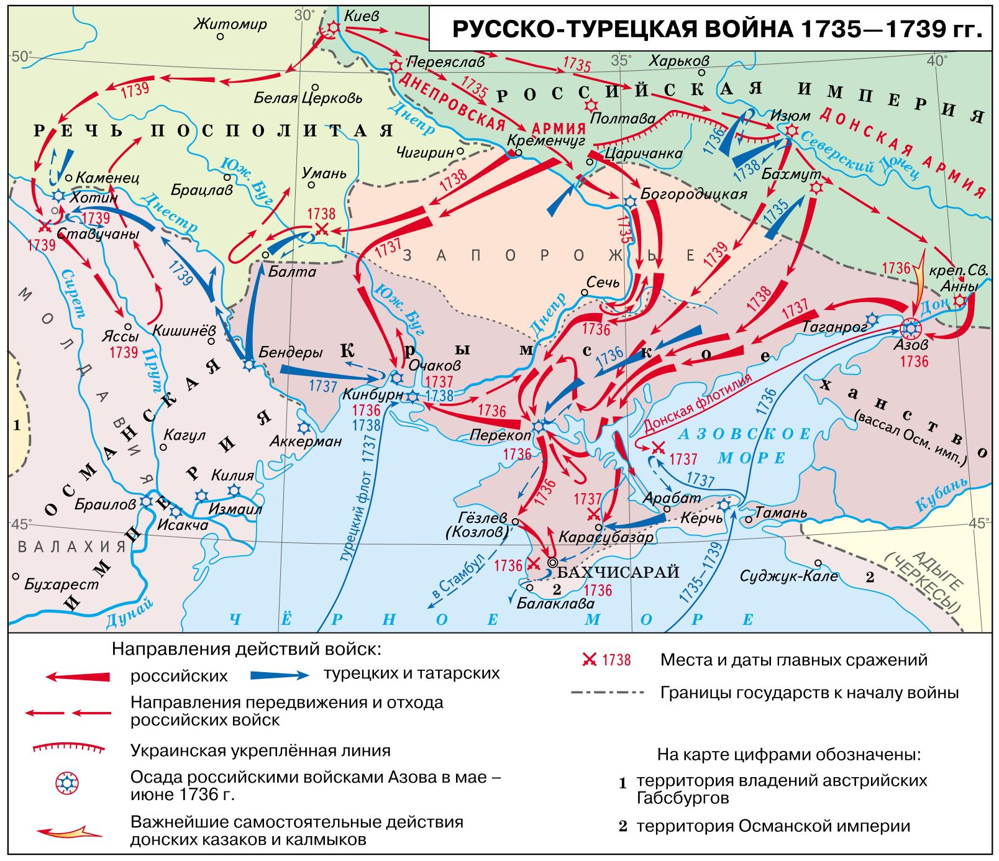 РУССКО-ТУРЕЦКАЯ ВОЙНА 1735—1739 гг.
30°
35°
40°
50°
45°
45°
Житомир
Киев
Переяслав
Харьков
1735
1735
ДНЕПРОВСКАЯ АРМИЯ
РОССИЙСКАЯ ИМПЕРИЯ
1739
Белая Церковь
Днепр
Полтава
Изюм
ДОНСКАЯ АРМИЯ
РЕЧЬ ПОСПОЛИТАЯ
Чигирин
Кременчуг
Царичанка
1736
1738
Северский Донец
Бахмут
Каменец
Брацлав
Юж. Буг
Умань
1738
Богородицкая
Хотин
Днестр
1739
Ставучаны
1739
1738
1735
1735
1737
ЗАПОРОЖЬЕ
1739
1736
креп.Св.
Анны
Балта
1739
Сирет
Юж. Буг
Сечь
Днепр
1738
1737
Дон
Таганрог
Азов
1736
1736
МОЛДАВИЯ
Яссы
1739
Кишинёв
Прут
Бендеры
Крымское
ханство
(вассал Осм. имп.)
1737
Очаков
1737
1738
Кинбурн
1736
1738
1736
1736
Перекоп
1736
Донская флотилия
1736
АЗОВСКОЕ
МОРЕ
1737
1737
1
ОСМАНСКАЯ
ИМПЕРИЯ
Кагул
Аккерман
Килия
Измаил
Браилов
Исакча
турецкий флот 1737
1736
Гёзлев
(Козлов)
1737
Карасубазар
Арабат
Керчь
Тамань
Кубань
ВАЛАХИЯ
Бухарест
Дунай
в Стамбул
1736
БАХЧИСАРАЙ
1736
2
Балаклава
1735—1739
Суджук-Кале
2
АДЫГЕ
(ЧЕРКЕСЫ)
ЧЁРНОЕ МОРЕ
Направления действий войск:
российских
турецких и татарских
Направления передвижения и отхода
российских войск
Украинская укреплённая линия
Осада российскими войсками Азова в мае –
июне 1736 г.
Важнейшие самостоятельные действия
донских казаков и калмыков
1738
Места и даты главных сражений
Границы государств к началу войны
На карте цифрами обозначены:
1 территория владений австрийских
Габсбургов
2 территория Османской империи